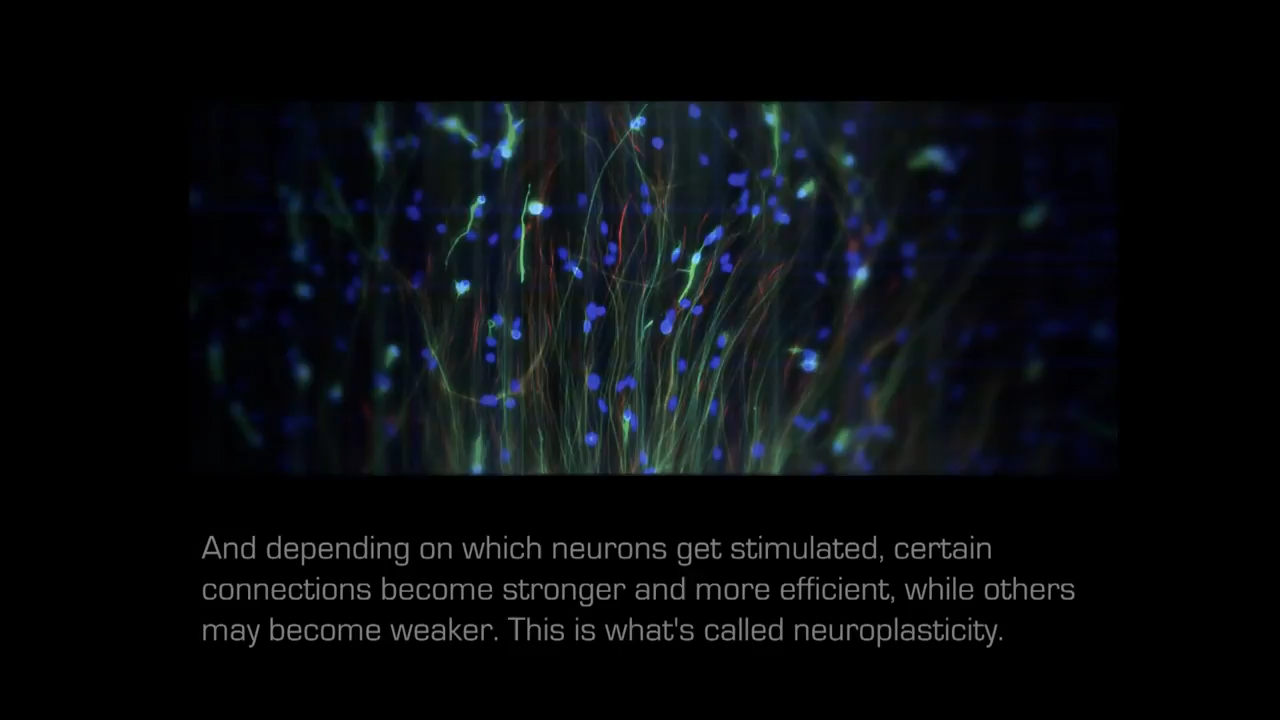 And depending on which neurons get stimulated, certain
connections become stronger and more efficient, while others
may become weaker. This is what's called neuroplasticity.